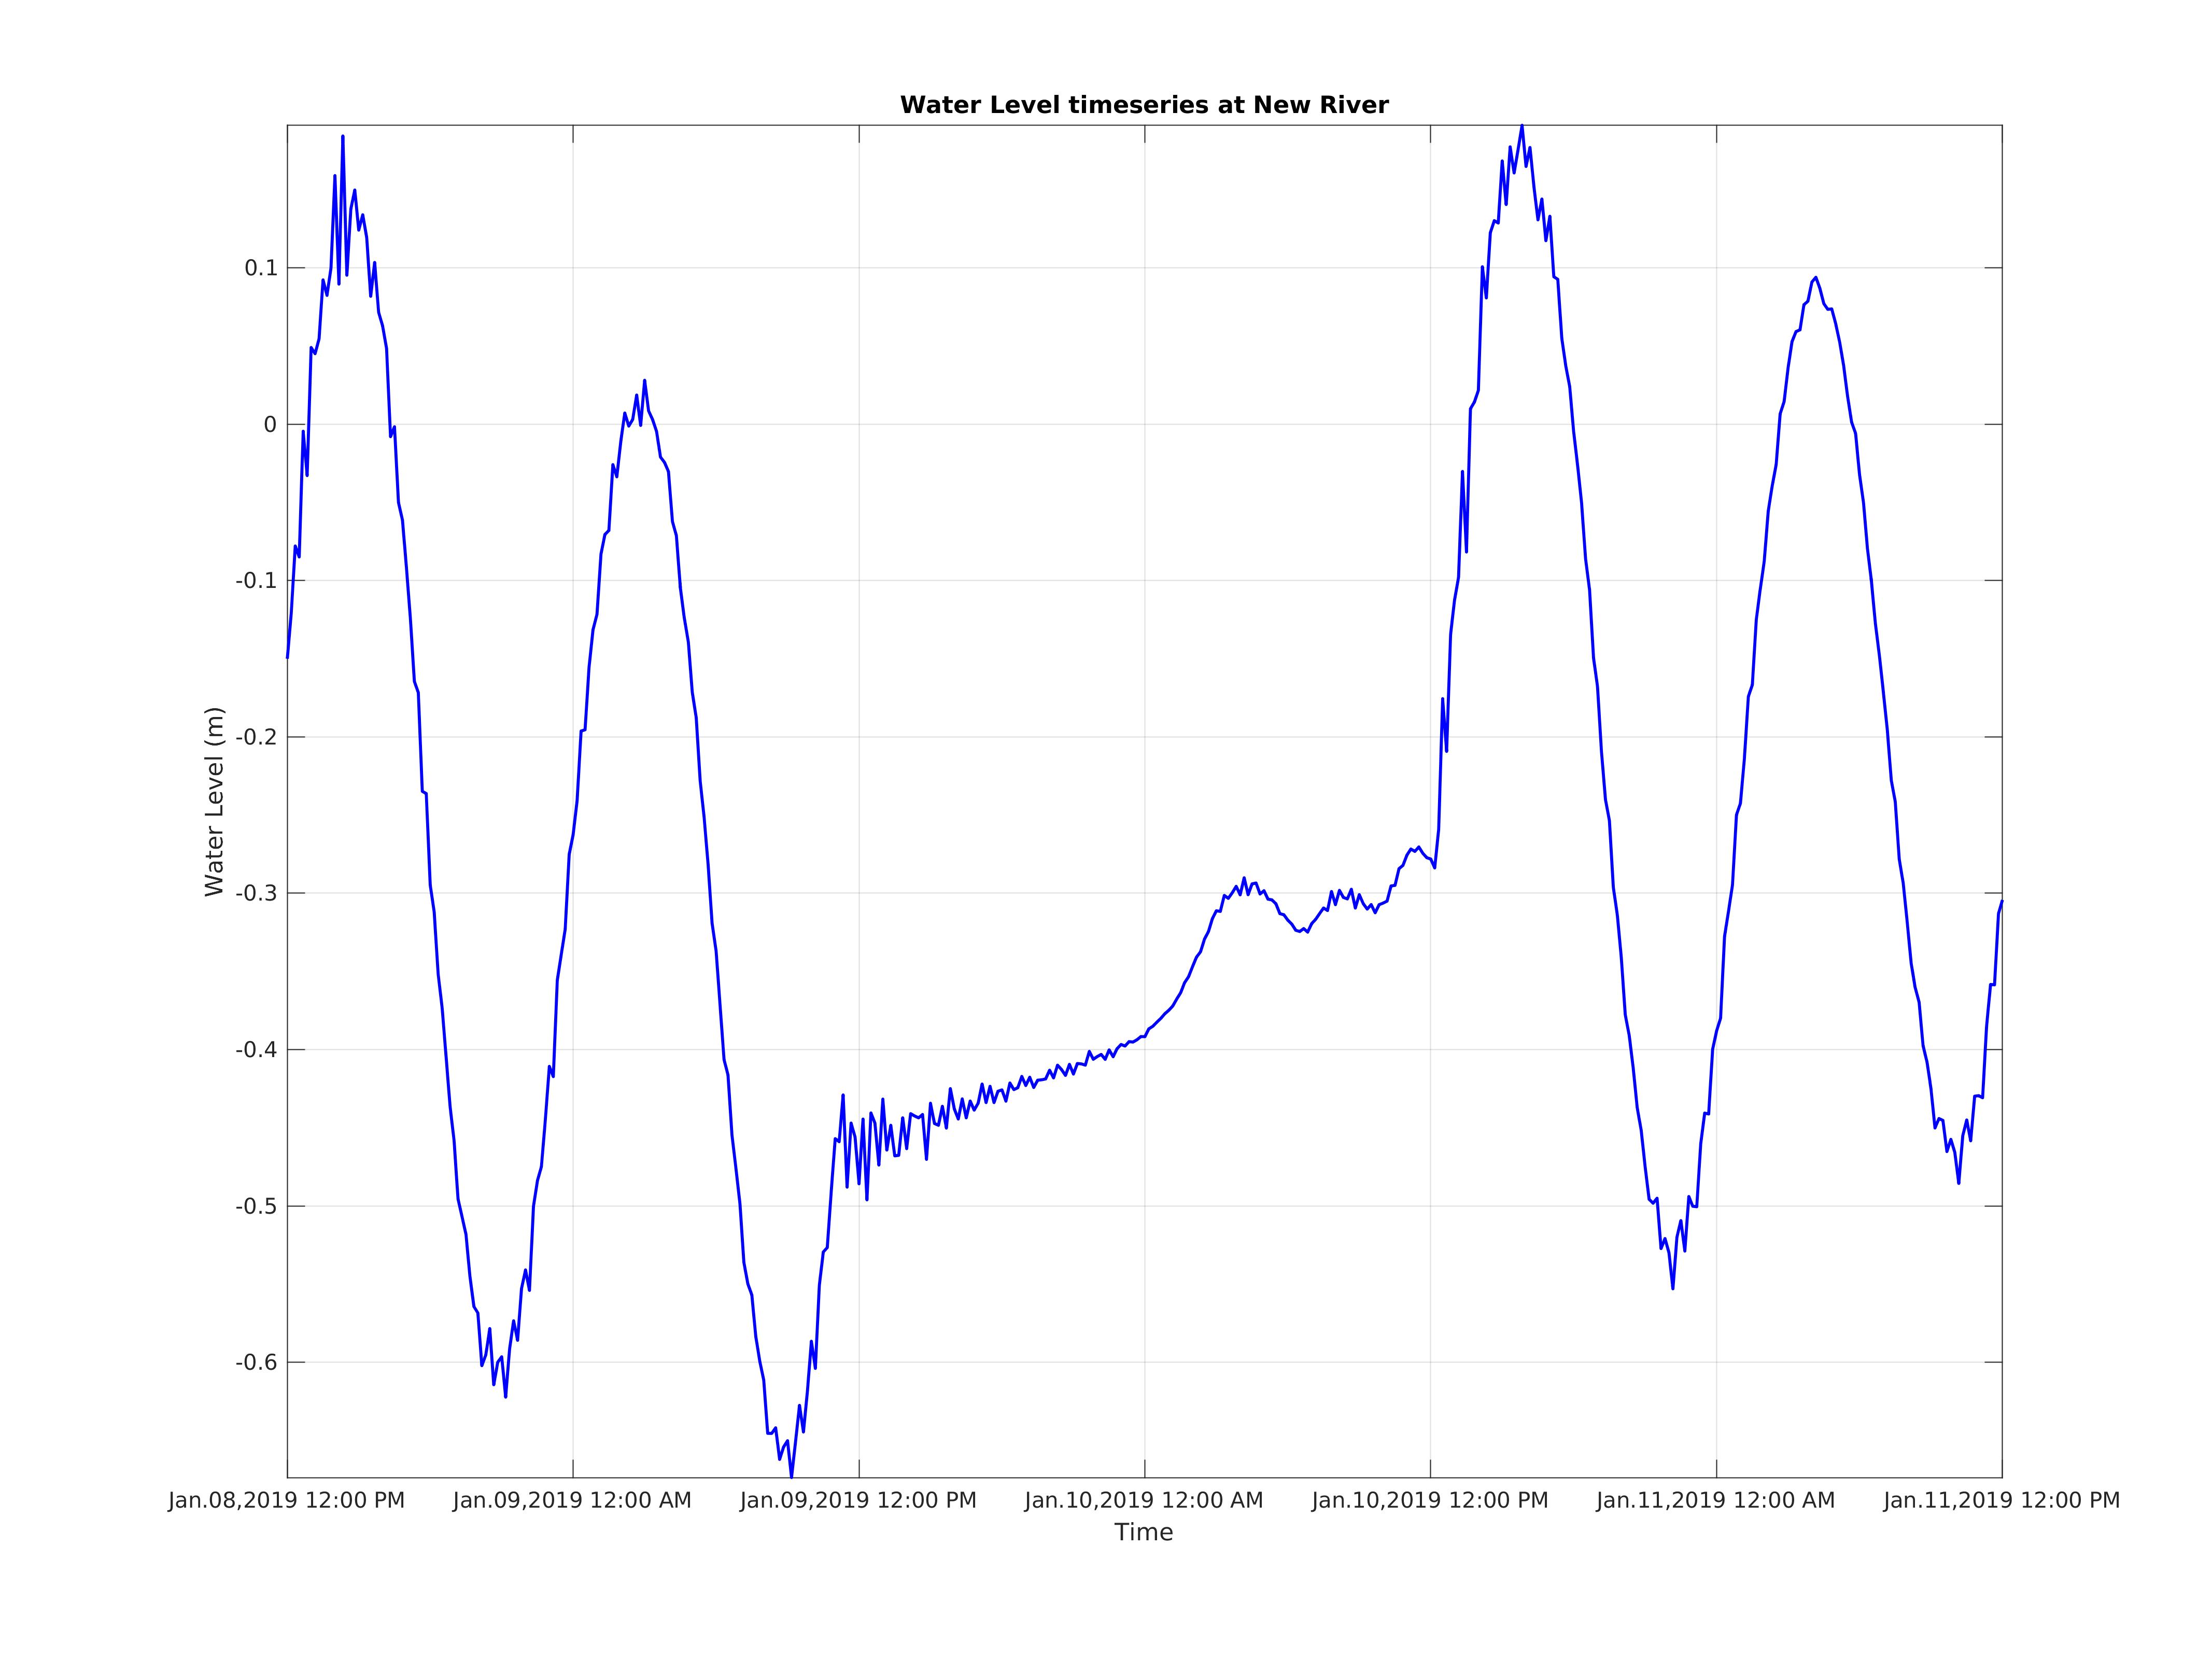 Water Level timeseries at New River
0.1
0
-0.1
-0.2
-0.3
-0.4
-0.5
-0.6
Water Level (m)
Jan.08,2019 12:00 PM
Jan.09,2019 12:00 AM
Jan.09,2019 12:00 PM
Jan.10,2019 12:00 AM
Jan.10,2019 12:00 PM
Jan.11,2019 12:00 AM
Jan.11,2019 12:00 PM
Time